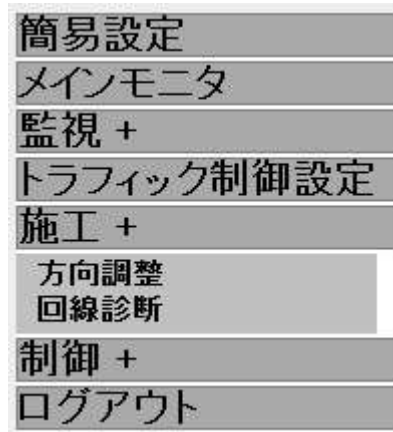 簡易設定
メインモニタ
監視 +
トラフィック制御設定
施工 +
方向調整
回線診断
制御 +
ログアウト